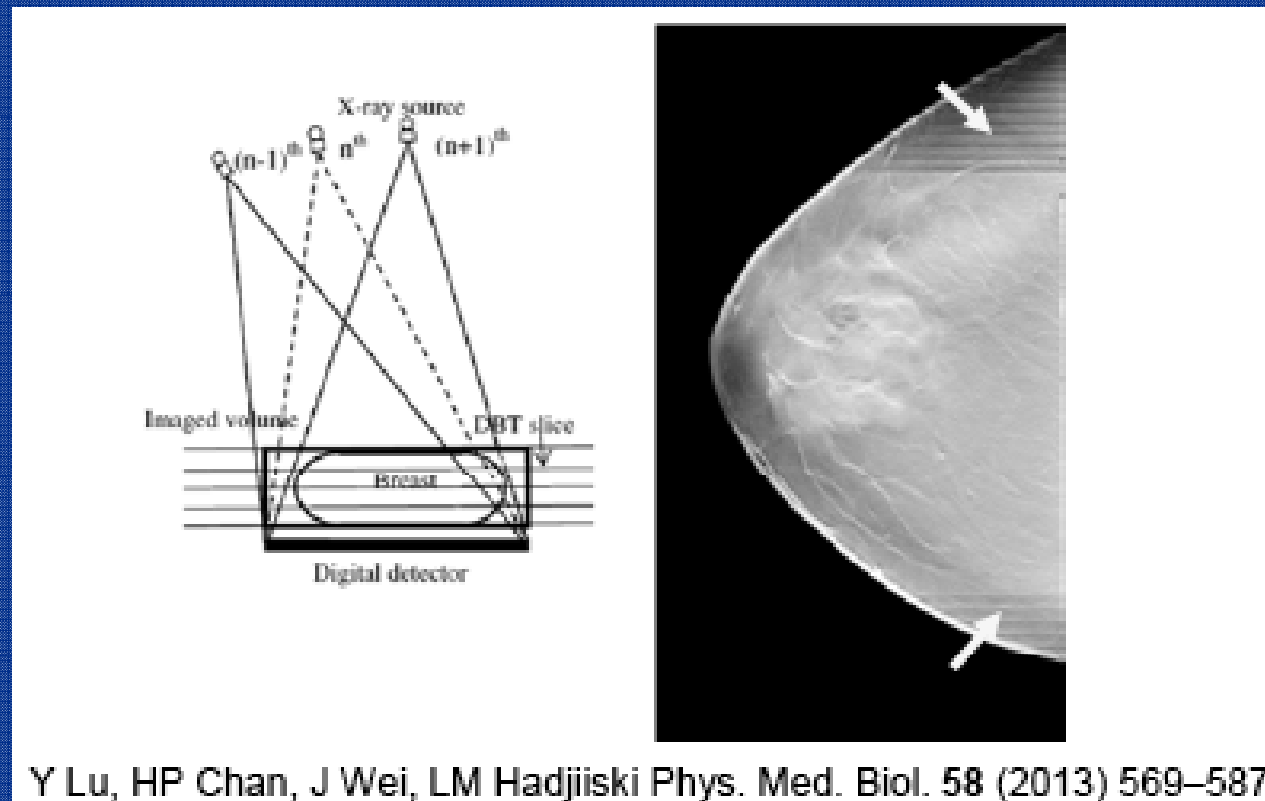 X-ray source
(n-1)th nth (n+1)th
Imaged volume DBT slice
Breast
Digital detector
Y Lu, HP Chan, J Wei, LM Hadjiiski Phys. Med. Biol. 58 (2013) 569–587